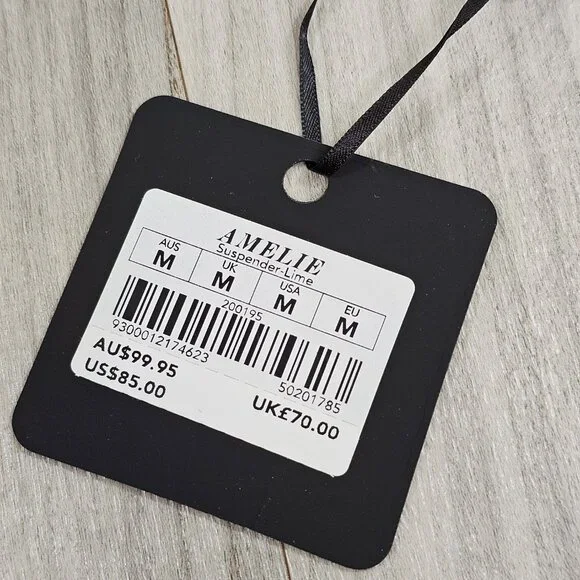 AMELIE
Suspender-Lime
AUS UK USA EU
M M M M
200195
9300012174623
50201785
AU$99.95
US$85.00 UK£70.00